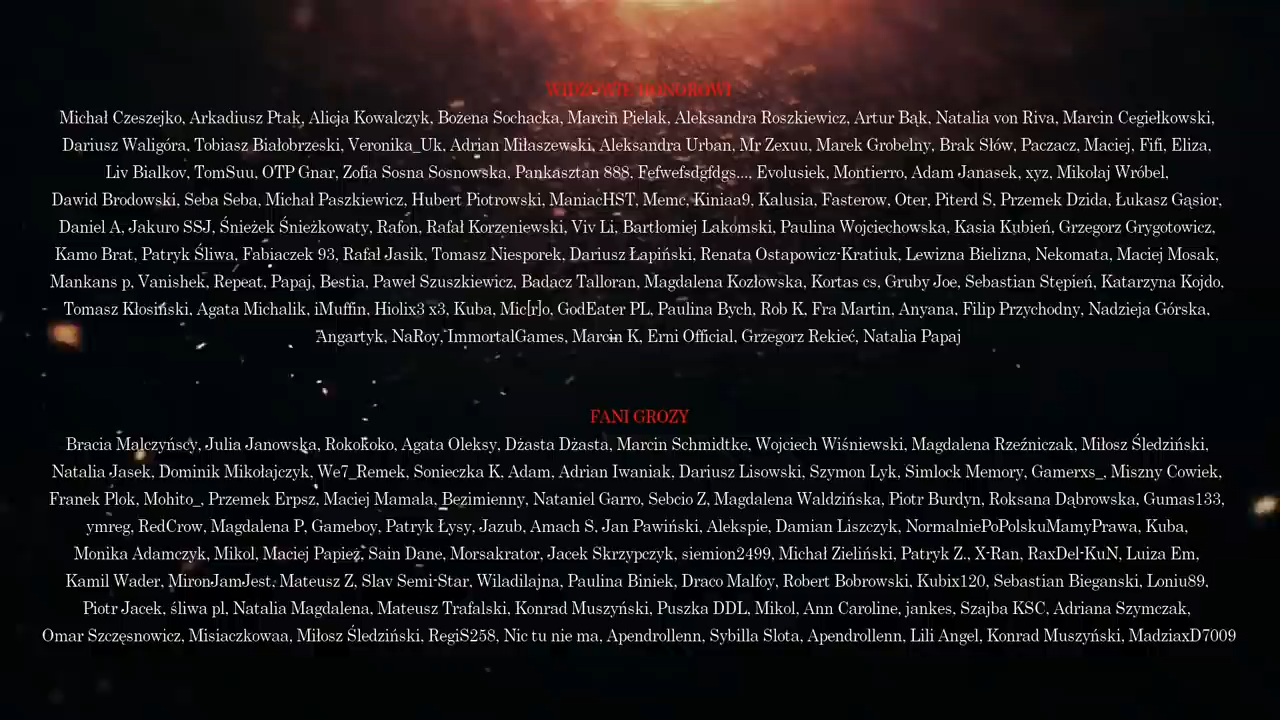 WIDZOWIE HONOROWI
Michał Czeszejko, Arkadiusz Ptak, Alicja Kowalczyk, Bożena Sochacka, Marcin Pielak, Aleksandra Roszkiewicz, Artur Bąk, Natalia von Riva, Marcin Cegiełkowski,
Dariusz Waligóra, Tobiasz Białobrzeski, Veronika_Uk, Adrian Miłaszewski, Aleksandra Urban, Mr Zexuu, Marek Grobelny, Brak Słów, Paczacz, Maciej, Fifi, Eliza,
Liv Bialkov, TomSuu, OTP Gnar, Zofia Sosna Sosnowska, Pankasztan 888, Fefwefsdgfdgs..., Evolusiek, Montierro, Adam Janasek, xyz, Mikołaj Wróbel,
Dawid Brodowski, Seba Seba, Michał Paszkiewicz, Hubert Piotrowski, ManiacHST, Memc, Kiniaa9, Kalusia, Fasterow, Oter, Piterd S, Przemek Dzida, Łukasz Gąsior,
Daniel A, Jakuro SSJ, Śnieżek Śnieżkowaty, Rafon, Rafał Korzeniewski, Viv Li, Bartłomiej Lakomski, Paulina Wojciechowska, Kasia Kubień, Grzegorz Grygotowicz,
Kamo Brat, Patryk Śliwa, Fabiaczek 93, Rafał Jasik, Tomasz Niesporek, Dariusz Łapiński, Renata Ostapowicz-Kratiuk, Lewizna Bielizna, Nekomata, Maciej Mosak,
Mankans p, Vanishek, Repeat, Papaj, Bestia, Paweł Szuszkiewicz, Badacz Talloran, Magdalena Kozłowska, Kortas cs, Gruby Joe, Sebastian Stępień, Katarzyna Kojdo,
Tomasz Kłosiński, Agata Michalik, iMuffin, Hiolix3 x3, Kuba, Mic[r]o, GodEater PL, Paulina Bych, Rob K, Fra Martin, Anyana, Filip Przychodny, Nadzieja Górska,
Angartyk, NaRoy, ImmortalGames, Marcin K, Erni Official, Grzegorz Rekieć, Natalia Papaj
FANI GROZY
Bracia Malczyńscy, Julia Janowska, Rokokoko, Agata Oleksy, Dżasta Dżasta, Marcin Schmidtke, Wojciech Wiśniewski, Magdalena Rzeźniczak, Miłosz Śledziński,
Natalia Jasek, Dominik Mikołajczyk, We7_Remek, Sonieczka K, Adam, Adrian Iwaniak, Dariusz Lisowski, Szymon Lyk, Simlock Memory, Gamerxs_, Miszny Cowiek,
Franek Plok, Mohito_, Przemek Erpsz, Maciej Mamala, Bezimienny, Nataniel Garro, Sebcio Z, Magdalena Waldzińska, Piotr Burdyn, Roksana Dąbrowska, Gumas133,
ymreg, RedCrow, Magdalena P, Gameboy, Patryk Łysy, Jazub, Amach S, Jan Pawiński, Alekspie, Damian Liszczyk, NormalniePoPolskuMamyPrawa, Kuba,
Monika Adamczyk, Mikol, Maciej Papież, Sain Dane, Morsakrator, Jacek Skrzypczyk, siemion2499, Michał Zieliński, Patryk Z., X-Ran, RaxDel-KuN, Luiza Em,
Kamil Wader, MironJamJest, Mateusz Z, Slav Semi-Star, Wiladilajna, Paulina Biniek, Draco Malfoy, Robert Bobrowski, Kubix120, Sebastian Bieganski, Loniu89,
Piotr Jacek, śliwa pl, Natalia Magdalena, Mateusz Trafalski, Konrad Muszyński, Puszka DDL, Mikol, Ann Caroline, jankes, Szajba KSC, Adriana Szymczak,
Omar Szczęsnowicz, Misiaczkowaa, Miłosz Śledziński, RegiS258, Nic tu nie ma, Apendrollenn, Sybilla Slota, Apendrollenn, Lili Angel, Konrad Muszyński, MadziaxD7009